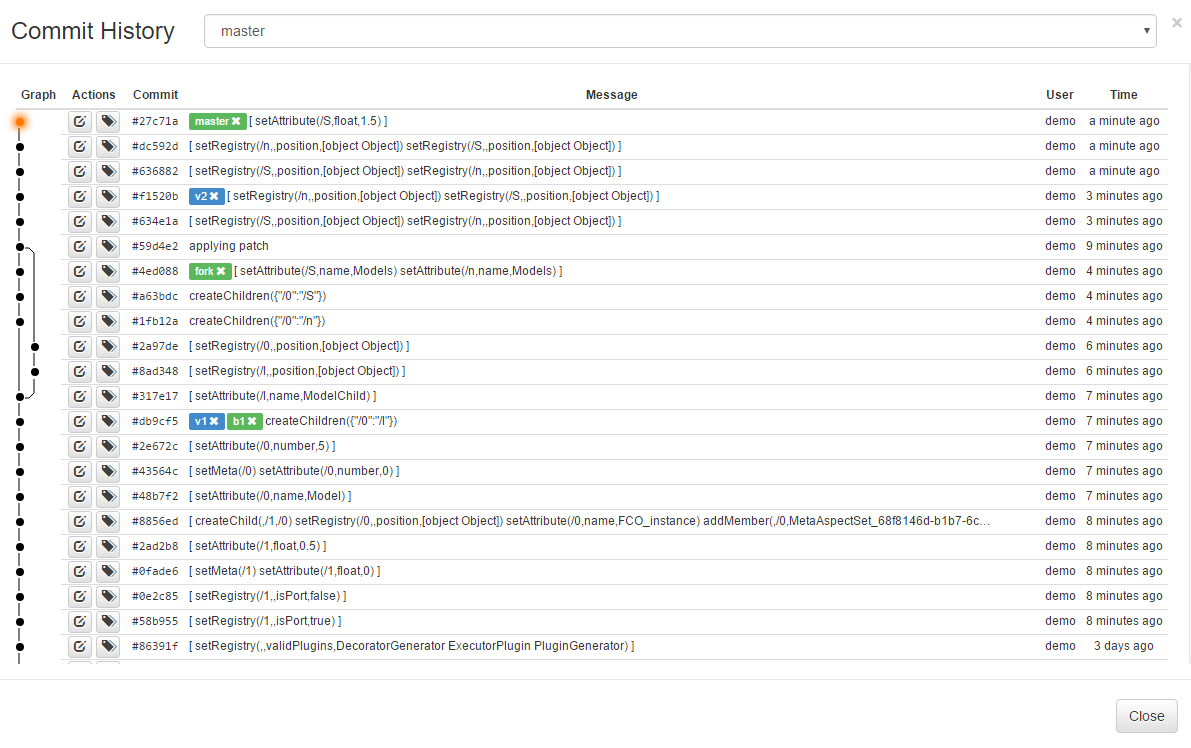 Commit History master ×
Graph Actions Commit Message User Time
#27c71a master ✖ [ setAttribute(/S,float,1.5) ] demo a minute ago
#dc592d [ setRegistry(/n,,position,[object Object]) setRegistry(/S,,position,[object Object]) ] demo a minute ago
#636882 [ setRegistry(/S,,position,[object Object]) setRegistry(/n,,position,[object Object]) ] demo a minute ago
#f1520b v2 ✖ [ setRegistry(/n,,position,[object Object]) setRegistry(/S,,position,[object Object]) ] demo 3 minutes ago
#634e1a [ setRegistry(/S,,position,[object Object]) setRegistry(/n,,position,[object Object]) ] demo 3 minutes ago
#59d4e2 applying patch demo 9 minutes ago
#4ed088 fork ✖ [ setAttribute(/S,name,Models) setAttribute(/n,name,Models) ] demo 4 minutes ago
#a63bdc createChildren({"/0":"/S"}) demo 4 minutes ago
#1fb12a createChildren({"/0":"/n"}) demo 4 minutes ago
#2a97de [ setRegistry(/0,,position,[object Object]) ] demo 6 minutes ago
#8ad348 [ setRegistry(/l,,position,[object Object]) ] demo 6 minutes ago
#317e17 [ setAttribute(/l,name,ModelChild) ] demo 7 minutes ago
#db9cf5 v1 ✖ b1 ✖ createChildren({"/0":"/l"}) demo 7 minutes ago
#2e672c [ setAttribute(/0,number,5) ] demo 7 minutes ago
#43564c [ setMeta(/0) setAttribute(/0,number,0) ] demo 7 minutes ago
#48b7f2 [ setAttribute(/0,name,Model) ] demo 7 minutes ago
#8856ed [ createChild(,/1,/0) setRegistry(/0,,position,[object Object]) setAttribute(/0,name,FCO_instance) addMember(,/0,MetaAspectSet_68f8146d-b1b7-6c... demo 8 minutes ago
#2ad2b8 [ setAttribute(/1,float,0.5) ] demo 8 minutes ago
#0fade6 [ setMeta(/1) setAttribute(/1,float,0) ] demo 8 minutes ago
#0e2c85 [ setRegistry(/1,,isPort,false) ] demo 8 minutes ago
#58b955 [ setRegistry(/1,,isPort,true) ] demo 8 minutes ago
#86391f [ setRegistry(,,validPlugins,DecoratorGenerator ExecutorPlugin PluginGenerator) ] demo 3 days ago
Close